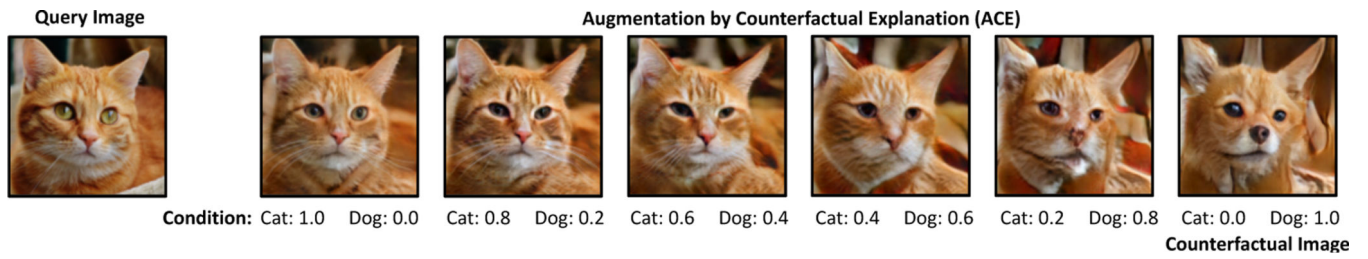 Query Image
Augmentation by Counterfactual Explanation (ACE)
Condition: Cat: 1.0 Dog: 0.0 Cat: 0.8 Dog: 0.2 Cat: 0.6 Dog: 0.4 Cat: 0.4 Dog: 0.6 Cat: 0.2 Dog: 0.8 Cat: 0.0 Dog: 1.0
Counterfactual Image